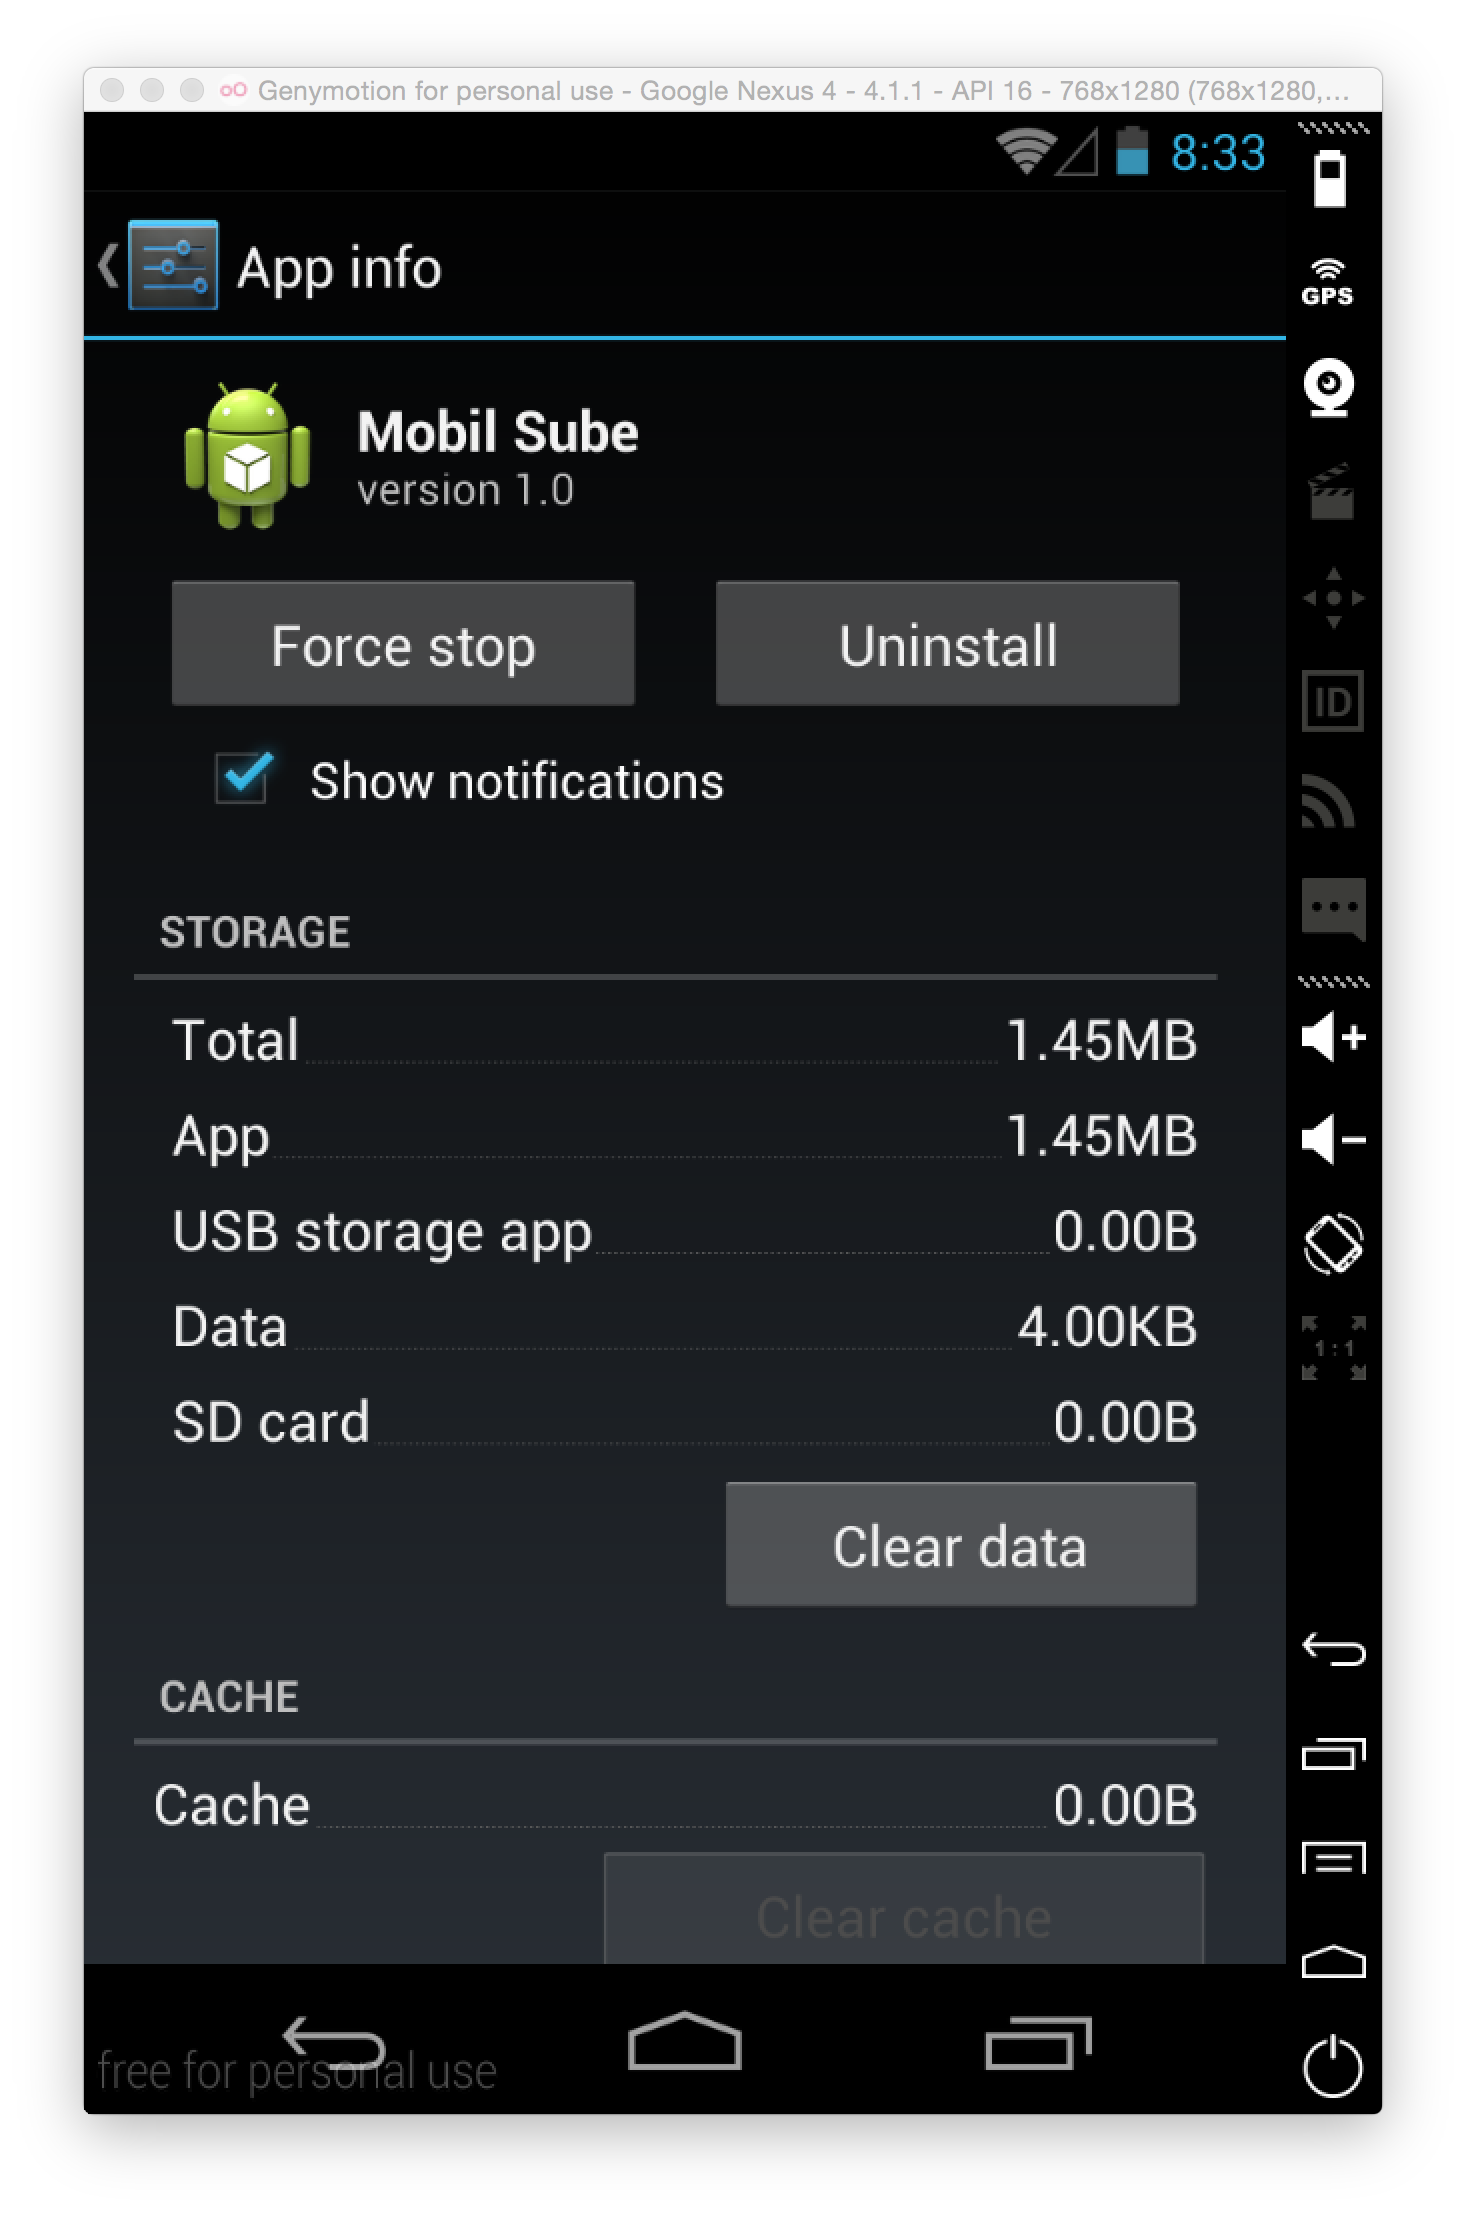 Genymotion for personal use - Google Nexus 4 - 4.1.1 - API 16 - 768x1280 (768x1280,...
8:33
App info
GPS
Mobil Sube
version 1.0
Force stop
Uninstall
ID
Show notifications
STORAGE
Total 1.45MB
App 1.45MB
USB storage app 0.00B
Data 4.00KB
1:1
SD card 0.00B
Clear data
CACHE
Cache 0.00B
Clear cache
free for personal use